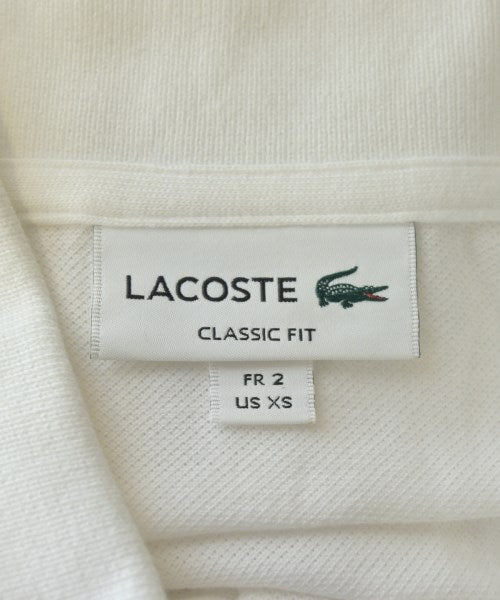 LACOSTE
CLASSIC FIT
FR 2
US XS